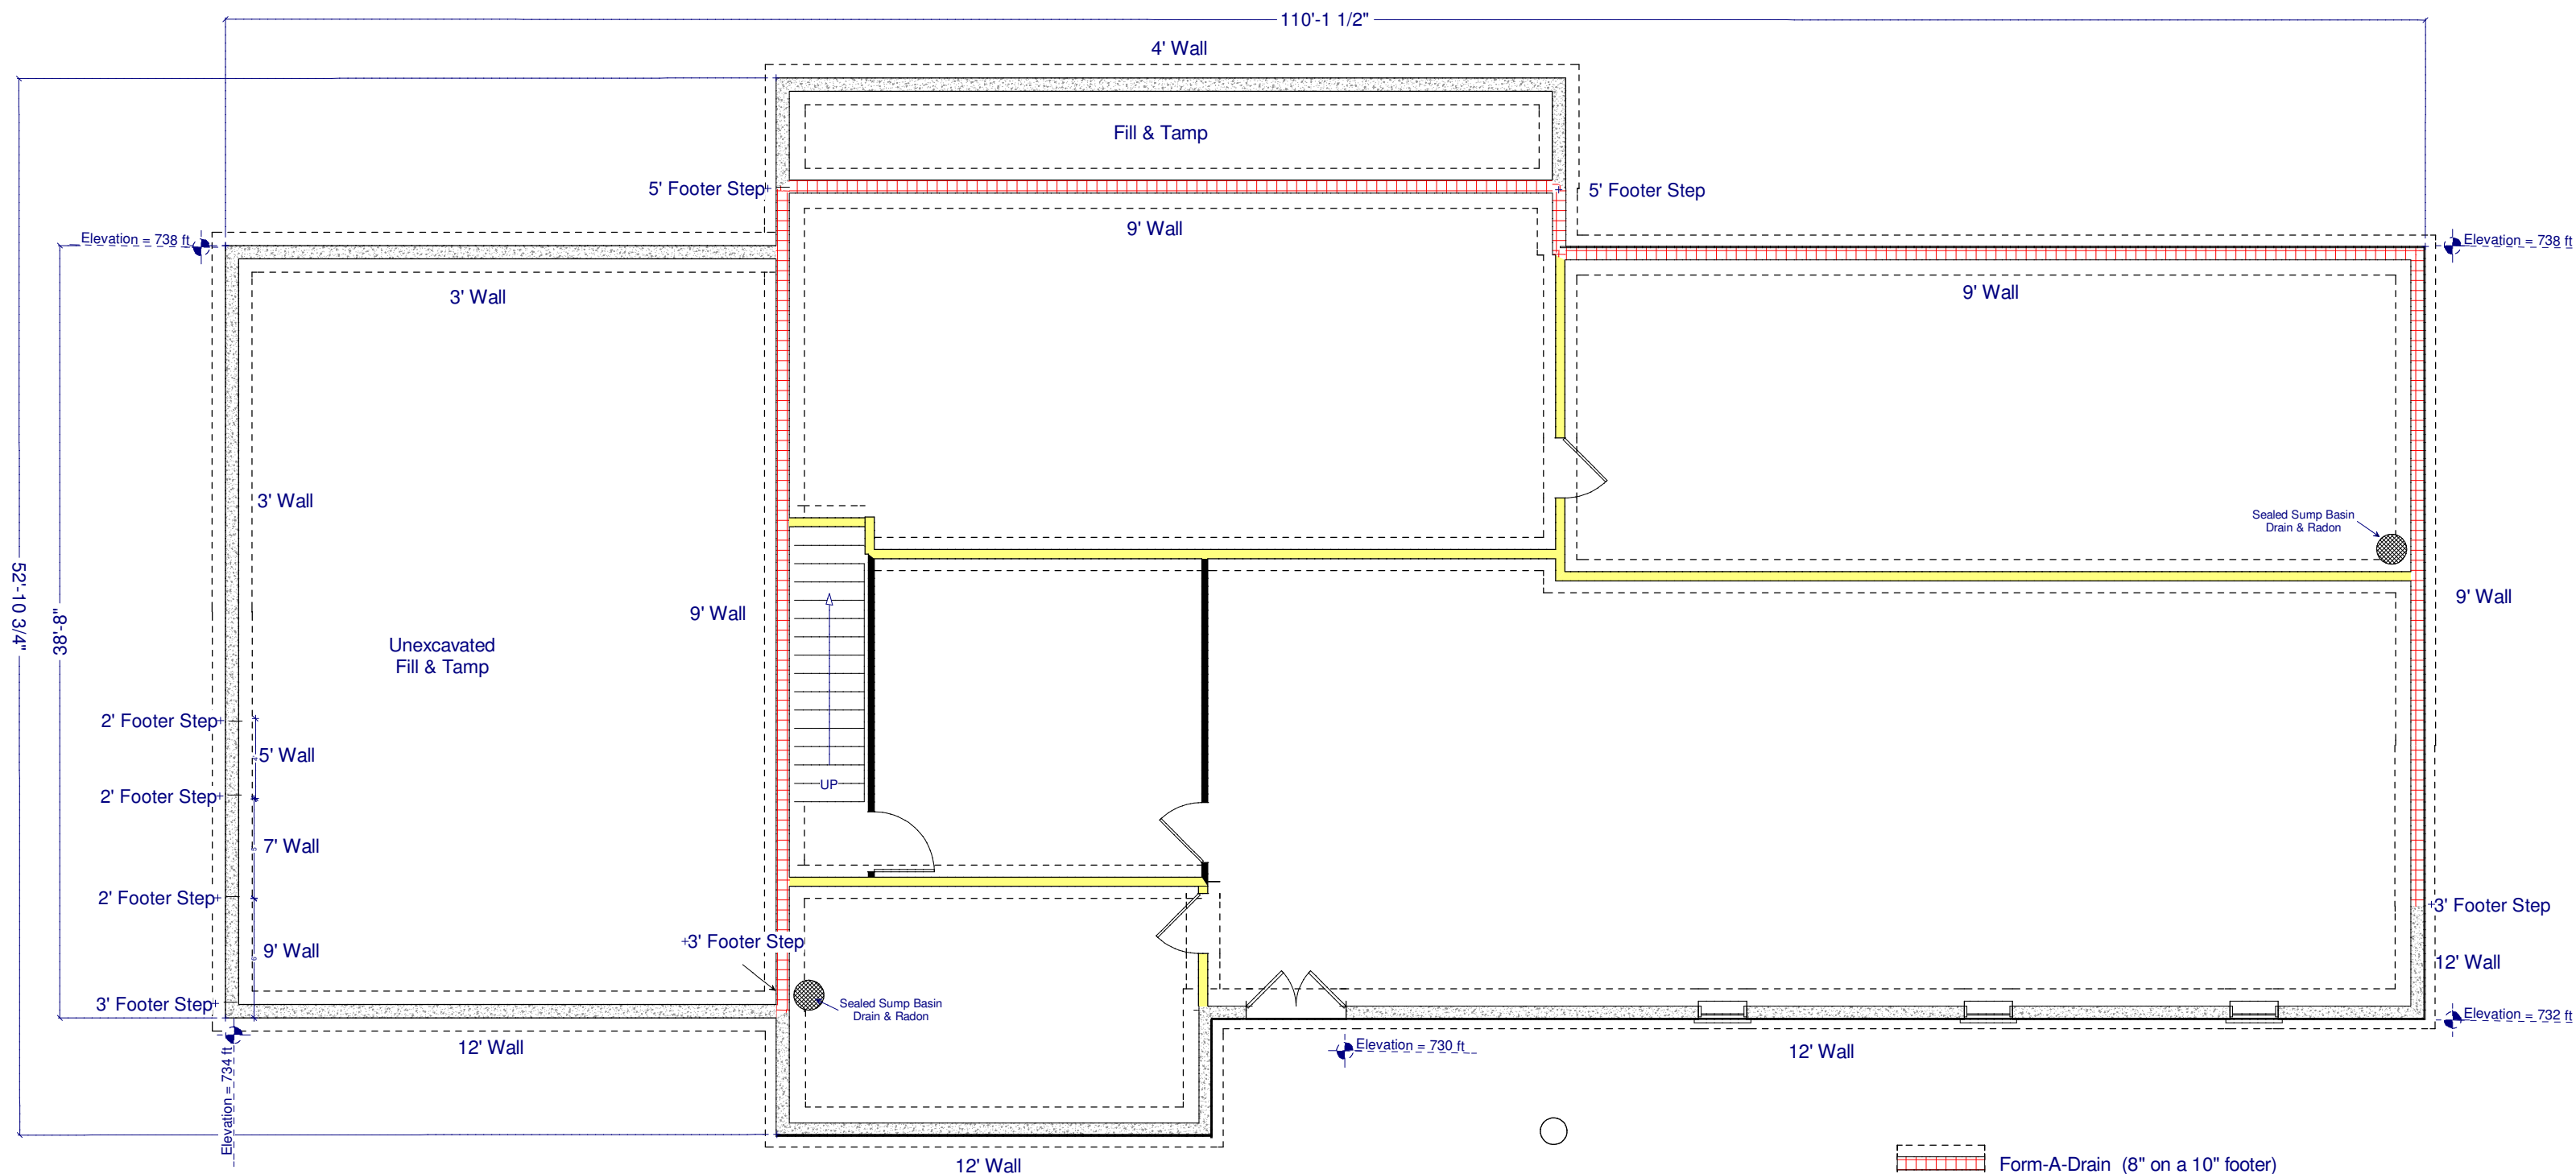 110'-1 1/2"
4' Wall
Fill & Tamp
5' Footer Step
5' Footer Step
9' Wall
Elevation = 738 ft
Elevation = 738 ft
3' Wall
9' Wall
3' Wall
Sealed Sump Basin
Drain & Radon
52'-10 3/4"
38'-8"
9' Wall
9' Wall
Unexcavated
Fill & Tamp
2' Footer Step
5' Wall
UP
2' Footer Step
7' Wall
2' Footer Step
3' Footer Step
3' Footer Step
9' Wall
12' Wall
3' Footer Step
Sealed Sump Basin
Drain & Radon
Elevation = 732 ft
12' Wall
Elevation = 730 ft
12' Wall
Elevation = 734 ft
12' Wall
Form-A-Drain (8" on a 10" footer)